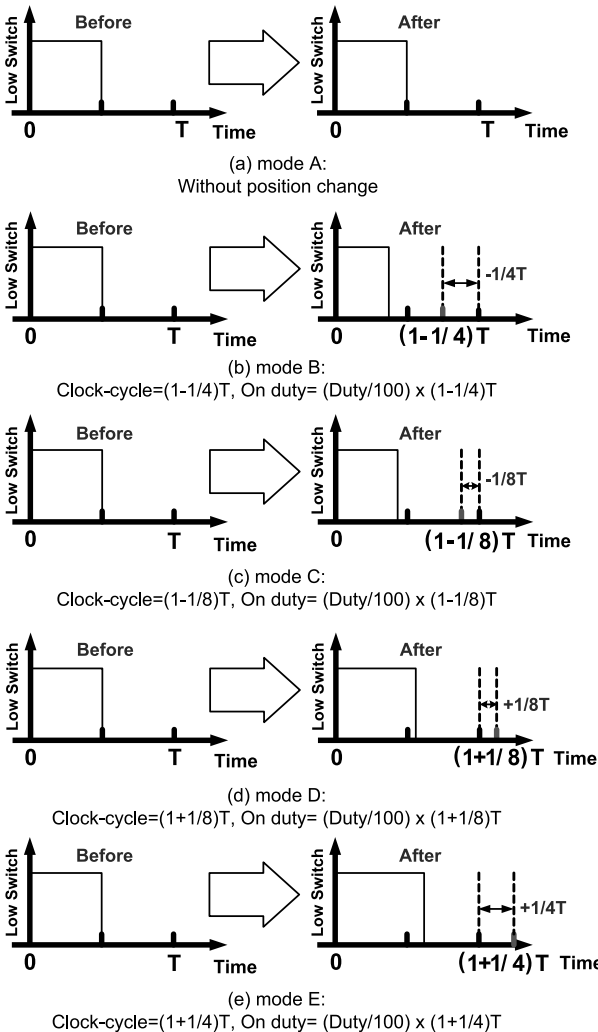 Low Switch
Before
0
T
Time
Low Switch
After
0
T
Time
(a) mode A:
Without position change
Low Switch
Before
0
T
Time
Low Switch
After
-1/4T
0
(1-1/4)T
Time
(b) mode B:
Clock-cycle=(1-1/4)T, On duty= (Duty/100) x (1-1/4)T
Low Switch
Before
0
T
Time
Low Switch
After
-1/8T
0
(1-1/8)T
Time
(c) mode C:
Clock-cycle=(1-1/8)T, On duty= (Duty/100) x (1-1/8)T
Low Switch
Before
0
T
Time
Low Switch
After
+1/8T
0
(1+1/8)T
Time
(d) mode D:
Clock-cycle=(1+1/8)T, On duty= (Duty/100) x (1+1/8)T
Low Switch
Before
0
T
Time
Low Switch
After
+1/4T
0
(1+1/4)T
Time
(e) mode E:
Clock-cycle=(1+1/4)T, On duty= (Duty/100) x (1+1/4)T